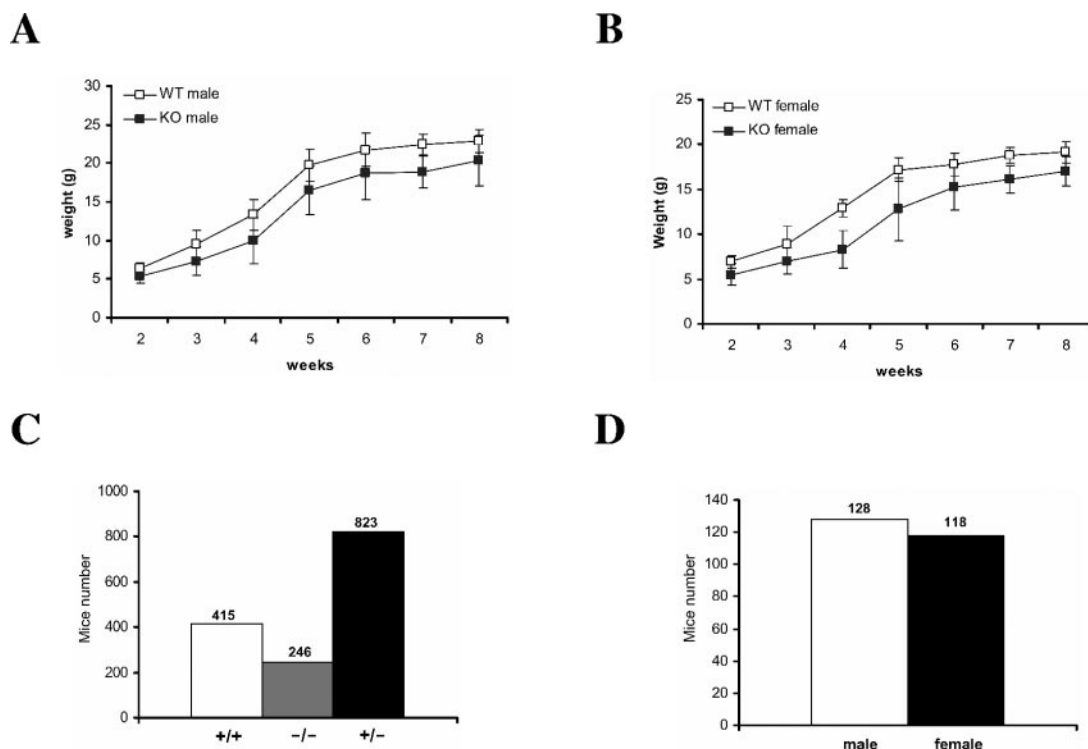 A
WT male
KO male
weight (g)
30
25
20
15
10
5
0
2 3 4 5 6 7 8
weeks
B
WT female
KO female
Weight (g)
25
20
15
10
5
0
2 3 4 5 6 7 8
weeks
C
Mice number
1000
800
600
400
200
0
415
246
823
+/+ −/− +/−
D
Mice number
140
120
100
80
60
40
20
0
128
118
male female